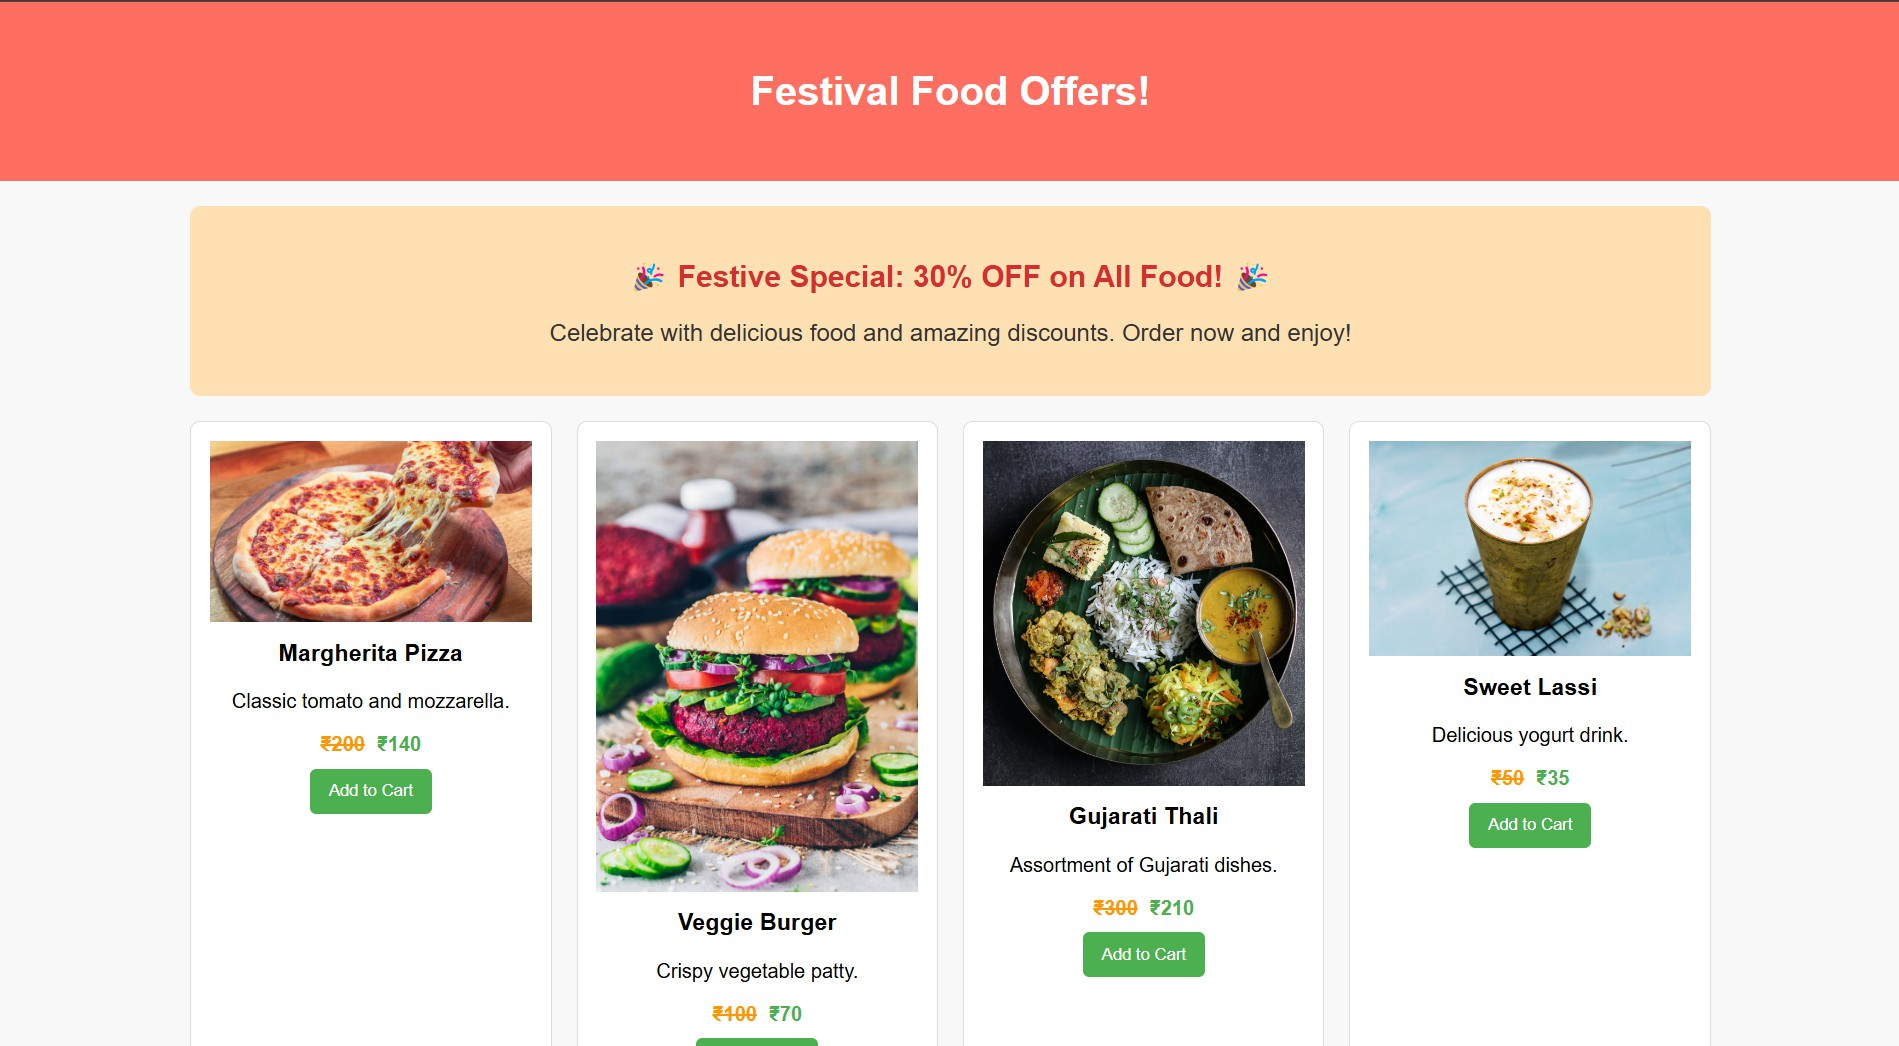 Festival Food Offers!
🎉 Festive Special: 30% OFF on All Food! 🎉
Celebrate with delicious food and amazing discounts. Order now and enjoy!
Margherita Pizza
Classic tomato and mozzarella.
₹200 ₹140
Add to Cart
Veggie Burger
Crispy vegetable patty.
₹100 ₹70
Gujarati Thali
Assortment of Gujarati dishes.
₹300 ₹210
Add to Cart
Sweet Lassi
Delicious yogurt drink.
₹50 ₹35
Add to Cart